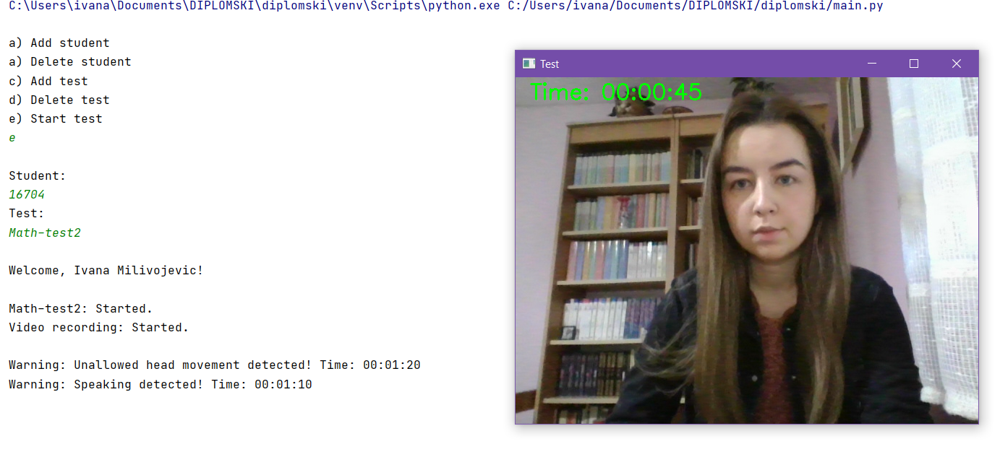 C:\Users\ivana\Documents\DIPLOMSKI\diplomski\venv\Scripts\python.exe C:/Users/ivana/Documents/DIPLOMSKI/diplomski/main.py
a) Add student
a) Delete student
c) Add test
d) Delete test
e) Start test
e
Student:
16704
Test:
Math-test2
Welcome, Ivana Milivojevic!
Math-test2: Started.
Video recording: Started.
Warning: Unallowed head movement detected! Time: 00:01:20
Warning: Speaking detected! Time: 00:01:10
Test
Time: 00:00:45